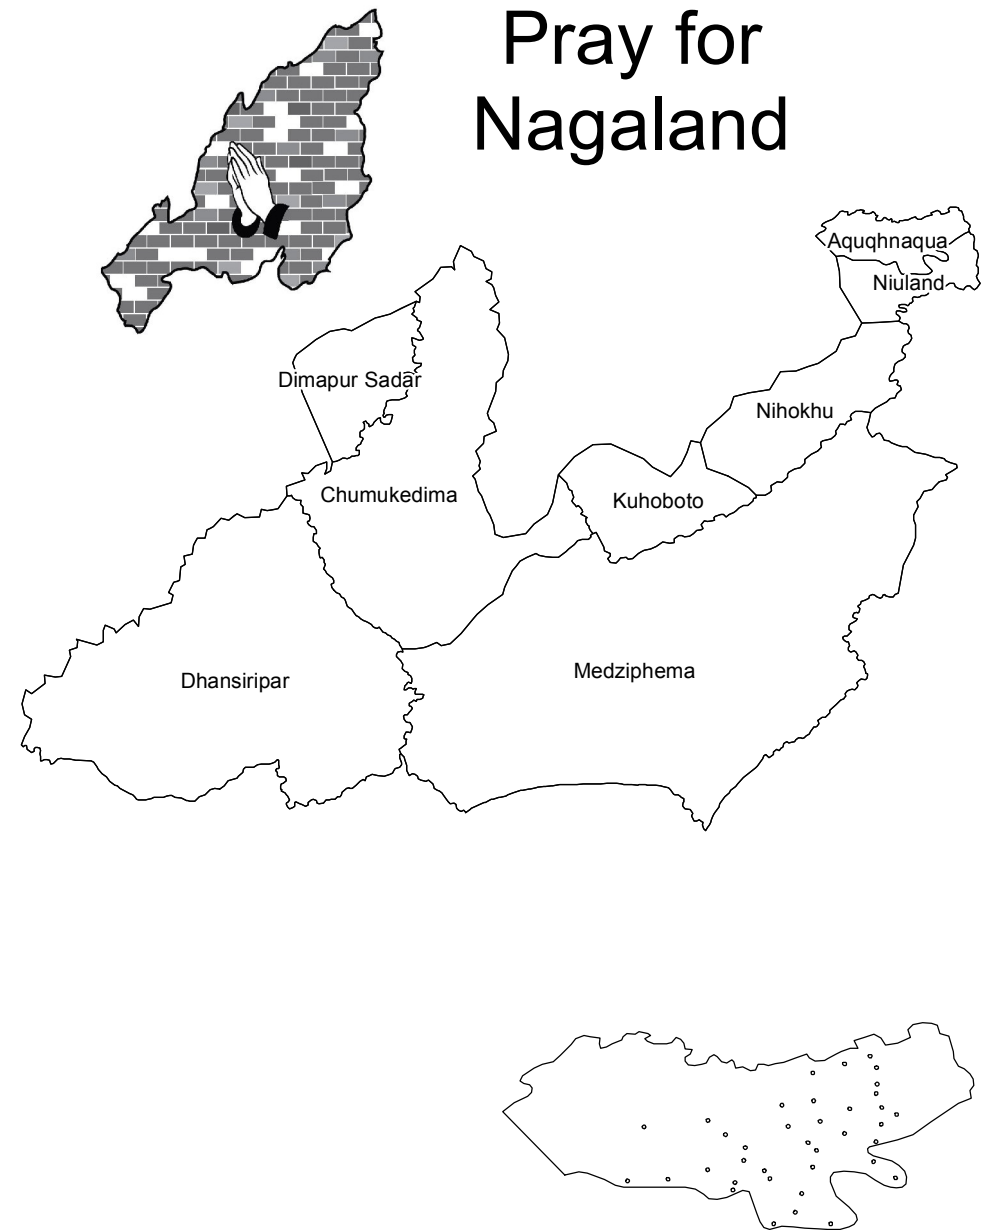 Pray for
Nagaland
Aquqhnaqua
Niuland
Dimapur Sadar
Nihokhu
Chumukedima
Kuhoboto
Medziphema
Dhansiripar